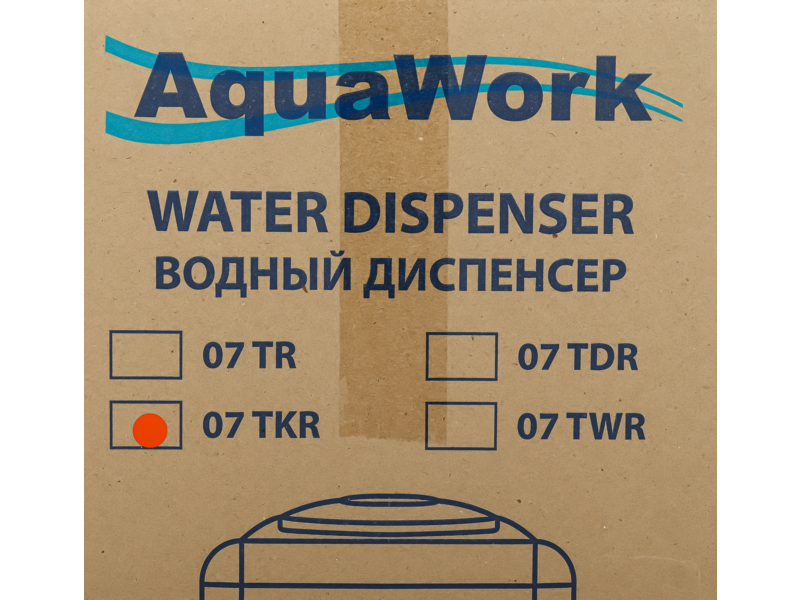 AquaWork
WATER DISPENSER
ВОДНЫЙ ДИСПЕНСЕР
07 TR
07 TDR
07 TKR
07 TWR